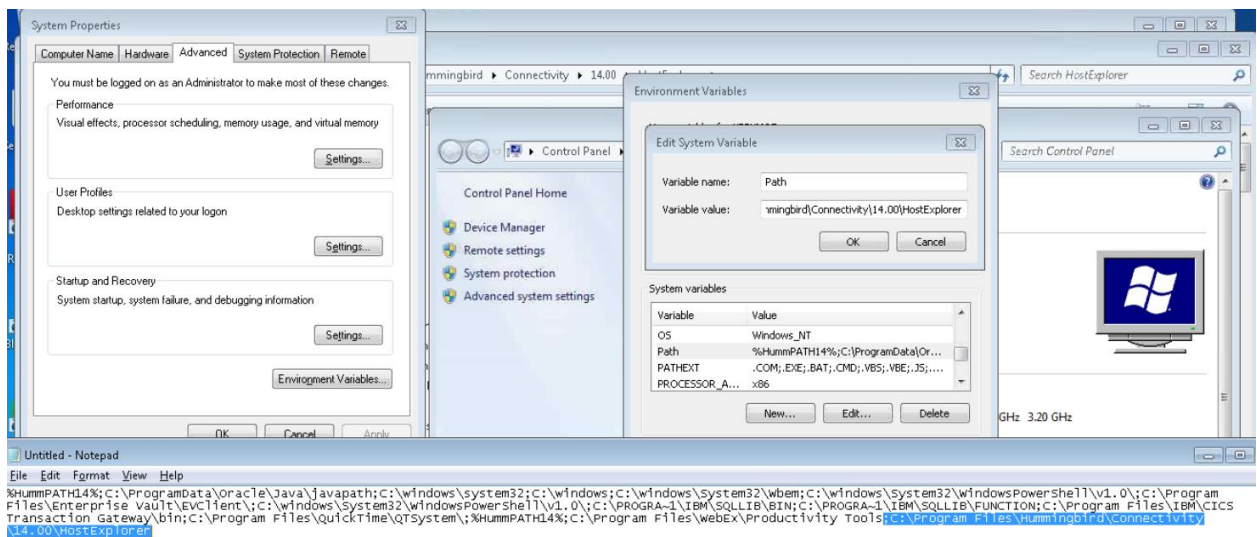 System Properties
Computer Name Hardware Advanced System Protection Remote
You must be logged on as an Administrator to make most of these changes.
Performance
Visual effects, processor scheduling, memory usage, and virtual memory
Settings...
User Profiles
Desktop settings related to your logon
Settings...
Startup and Recovery
System startup, system failure, and debugging information
Settings...
Environment Variables...
OK Cancel Apply
mmingbird Connectivity 14.00
Search HostExplorer
Control Panel
Search Control Panel
Control Panel Home
Device Manager
Remote settings
System protection
Advanced system settings
Environment Variables
Edit System Variable
Variable name: Path
Variable value: mingbird\Connectivity\14.00\HostExplorer
OK Cancel
System variables
Variable Value
OS Windows_NT
Path %HummPATH14%;C:\ProgramData\Or...
PATHEXT .COM;.EXE;.BAT;.CMD;.VBS;.VBE;.JS;....
PROCESSOR_A... x86
New... Edit... Delete
GHz 3.20 GHz
Untitled - Notepad
File Edit Format View Help
%HummPATH14%;C:\ProgramData\Oracle\Java\javapath;C:\windows\system32;C:\windows;C:\windows\System32\Wbem;C:\windows\System32\WindowsPowerShell\v1.0\;C:\Program
Files\Enterprise Vault\EVClient\;C:\windows\System32\WindowsPowerShell\v1.0\;C:\PROGRA~1\IBM\SQLLIB\BIN;C:\PROGRA~1\IBM\SQLLIB\FUNCTION;C:\Program Files\IBM\CICS
Transaction Gateway\bin;C:\Program Files\QuickTime\QTSystem\;%HummPATH14%;C:\Program Files\WebEx\Productivity Tools;C:\Program Files\Hummingbird\Connectivity
\14.00\HostExplorer